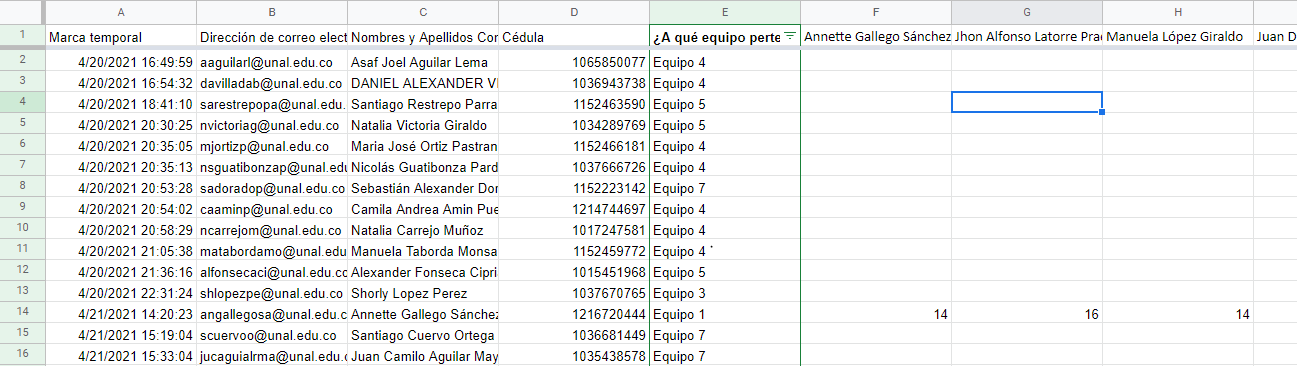 A B C D E F G H
1 Marca temporal Dirección de correo elect Nombres y Apellidos Cor Cédula ¿A qué equipo perte Annette Gallego Sánchez Jhon Alfonso Latorre Prad Manuela López Giraldo Juan D
2 4/20/2021 16:49:59 aaguilarl@unal.edu.co Asaf Joel Aguilar Lema 1065850077 Equipo 4
3 4/20/2021 16:54:32 davilladab@unal.edu.co DANIEL ALEXANDER VI 1036943738 Equipo 4
4 4/20/2021 18:41:10 sarestrepopa@unal.edu. Santiago Restrepo Parra 1152463590 Equipo 5
5 4/20/2021 20:30:25 nvictoriag@unal.edu.co Natalia Victoria Giraldo 1034289769 Equipo 5
6 4/20/2021 20:35:05 mjortizp@unal.edu.co Maria José Ortiz Pastran 1152466181 Equipo 4
7 4/20/2021 20:35:13 nsguatibonzap@unal.edu Nicolás Guatibonza Pard 1037666726 Equipo 4
8 4/20/2021 20:53:28 sadoradop@unal.edu.co Sebastián Alexander Dor 1152223142 Equipo 7
9 4/20/2021 20:54:02 caaminp@unal.edu.co Camila Andrea Amin Pue 1214744697 Equipo 4
10 4/20/2021 20:58:29 ncarrejom@unal.edu.co Natalia Carrejo Muñoz 1017247581 Equipo 4
11 4/20/2021 21:05:38 matabordamo@unal.edu Manuela Taborda Monsa 1152459772 Equipo 4
12 4/20/2021 21:36:16 alfonsecaci@unal.edu.cc Alexander Fonseca Cipri 1015451968 Equipo 5
13 4/20/2021 22:31:24 shlopezpe@unal.edu.co Shorly Lopez Perez 1037670765 Equipo 3
14 4/21/2021 14:20:23 angallegosa@unal.edu.c Annette Gallego Sánchez 1216720444 Equipo 1 14 16 14
15 4/21/2021 15:19:04 scuervoo@unal.edu.co Santiago Cuervo Ortega 1036681449 Equipo 7
16 4/21/2021 15:33:04 jucaguialrma@unal.edu.c Juan Camilo Aguilar May 1035438578 Equipo 7